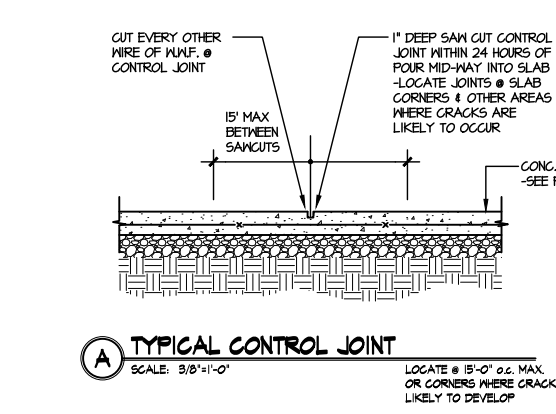 CUT EVERY OTHER
WIRE OF W.W.F. @
CONTROL JOINT
1" DEEP SAW CUT CONTROL
JOINT WITHIN 24 HOURS OF
POUR MID-WAY INTO SLAB
-LOCATE JOINTS @ SLAB
CORNERS & OTHER AREAS
WHERE CRACKS ARE
LIKELY TO OCCUR
15' MAX
BETWEEN
SAWCUTS
CONC.
-SEE
A
TYPICAL CONTROL JOINT
SCALE: 3/8"=1'-0"
LOCATE @ 15'-0" o.c. MAX.
OR CORNERS WHERE CRACK
LIKELY TO DEVELOP